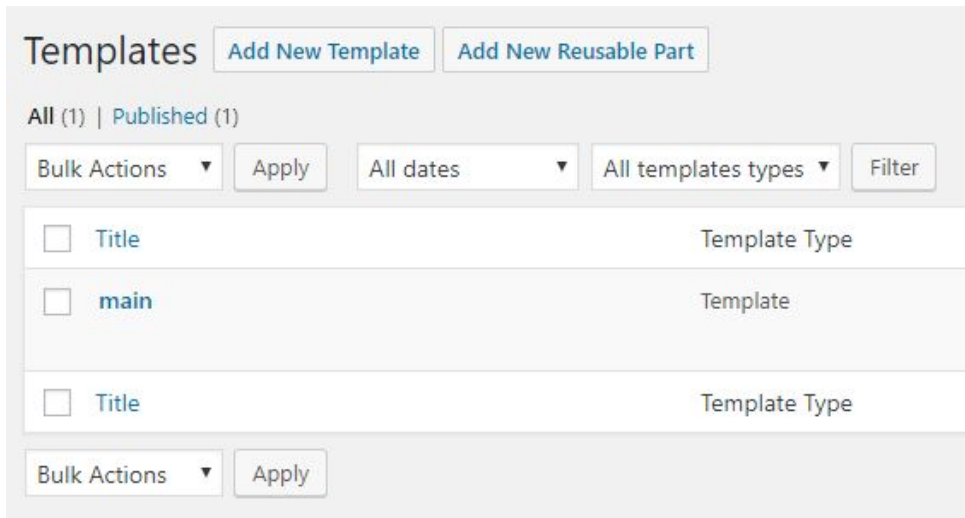 Templates Add New Template Add New Reusable Part
All (1) | Published (1)
Bulk Actions Apply All dates All templates types Filter
Title Template Type
main Template
Title Template Type
Bulk Actions Apply